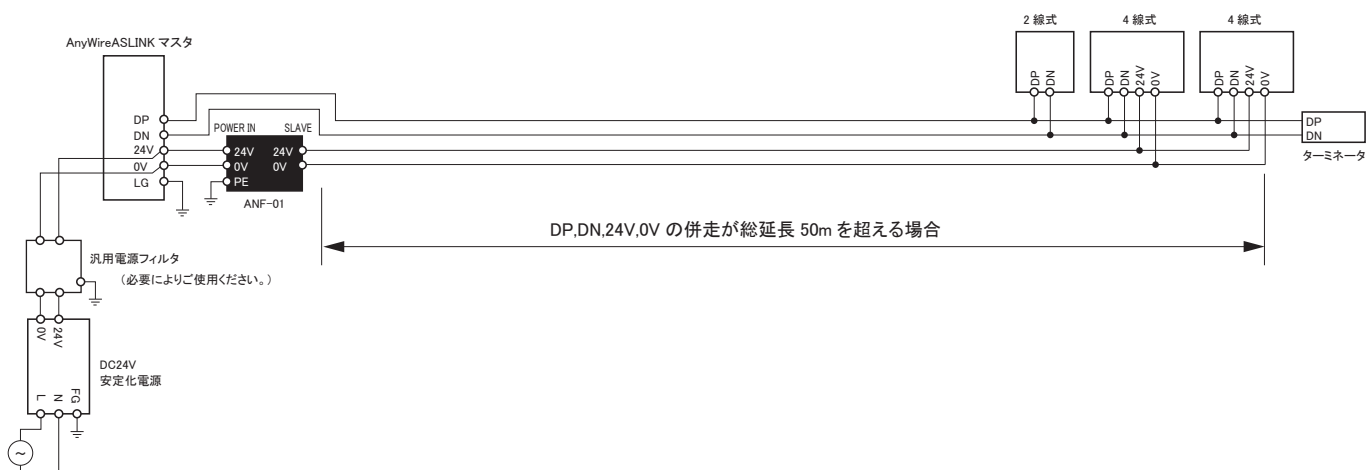 AnyWireASLINK マスタ
DP
DN
24V
0V
LG
POWER IN
SLAVE
24V
24V
0V
0V
PE
ANF-01
2 線式
DP
DN
4 線式
DP
DN
24V
0V
4 線式
DP
DN
24V
0V
DP
DN
ターミネータ
DP,DN,24V,0V の併走が総延長 50m を超える場合
汎用電源フィルタ
（必要によりご使用ください。）
0V
24V
DC24V
安定化電源
L
N
FG
~